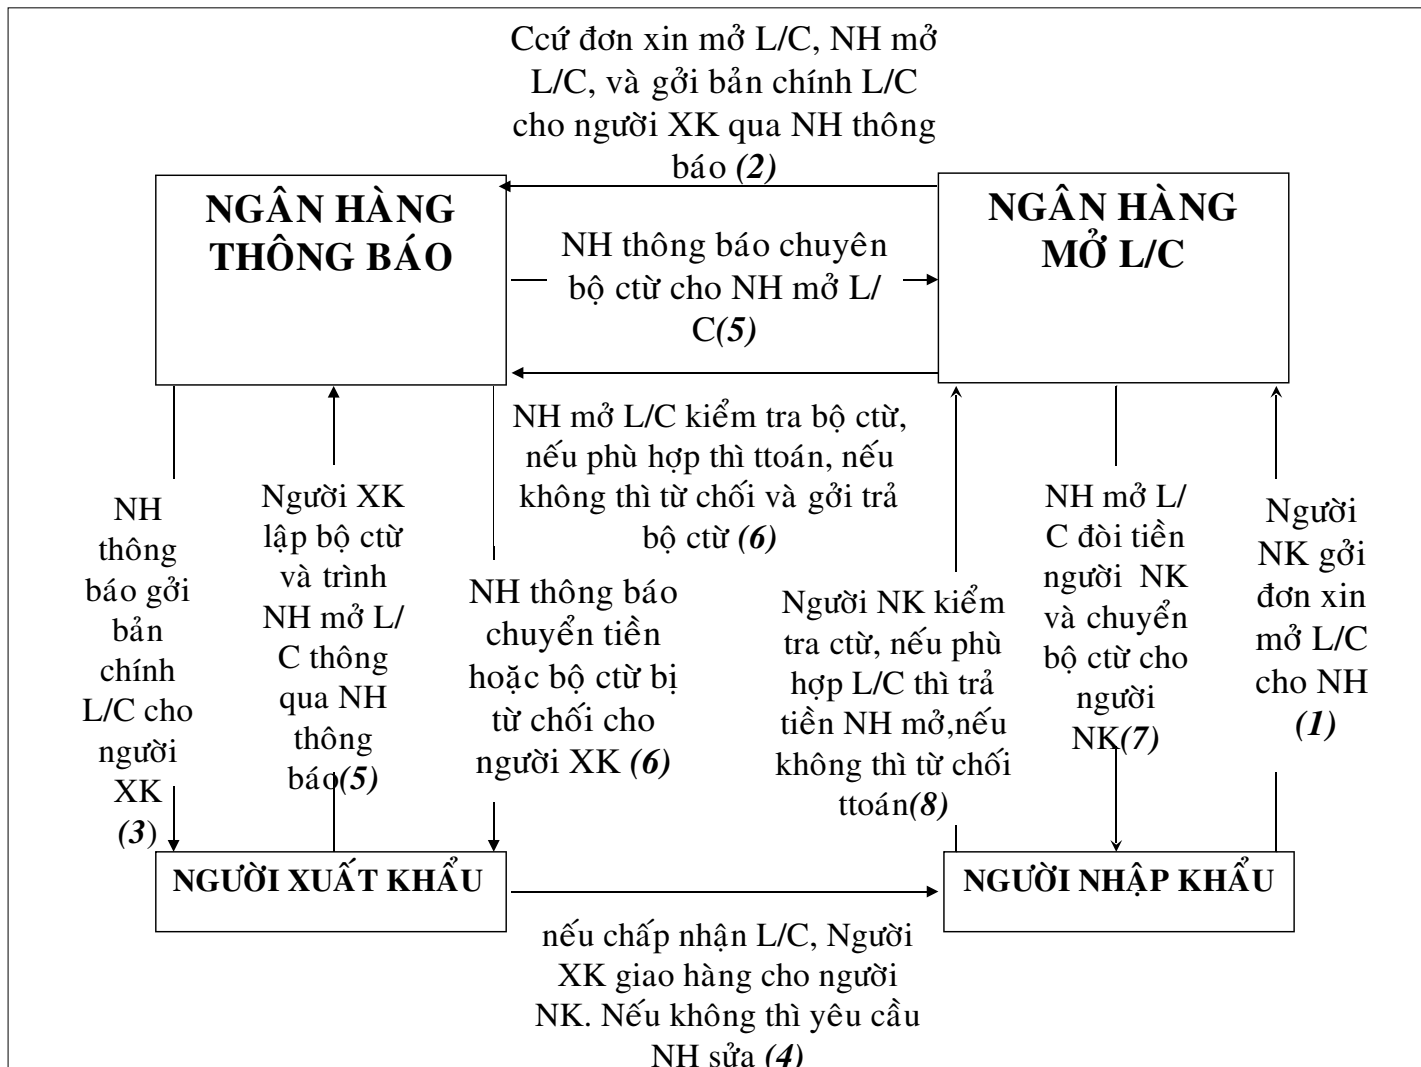 Ccứ đơn xin mở L/C, NH mở
L/C, và gởi bản chính L/C
cho người XK qua NH thông
báo (2)
NGÂN HÀNG
THÔNG BÁO
NGÂN HÀNG
MỞ L/C
NH thông báo chuyên
bộ ctừ cho NH mở L/
C(5)
NH mở L/C kiểm tra bộ ctừ,
nếu phù hợp thì ttoán, nếu
không thì từ chối và gởi trả
bộ ctừ (6)
NH
thông
báo gởi
bản
chính
L/C cho
người
XK
(3)
Người XK
lập bộ ctừ
và trình
NH mở L/
C thông
qua NH
thông
báo(5)
NH thông báo
chuyển tiền
hoặc bộ ctừ bị
từ chối cho
người XK (6)
Người NK kiểm
tra ctừ, nếu phù
hợp L/C thì trả
tiền NH mở,nếu
không thì từ chối
ttoán(8)
NH mở L/
C đòi tiền
người  NK
và chuyển
bộ ctừ cho
người
NK(7)
Người
NK gởi
đơn xin
mở L/C
cho NH
(1)
NGƯỜI XUẤT KHẨU
NGƯỜI NHẬP KHẨU
nếu chấp nhận L/C, Người
XK giao hàng cho người
NK. Nếu không thì yêu cầu
NH sửa (4)